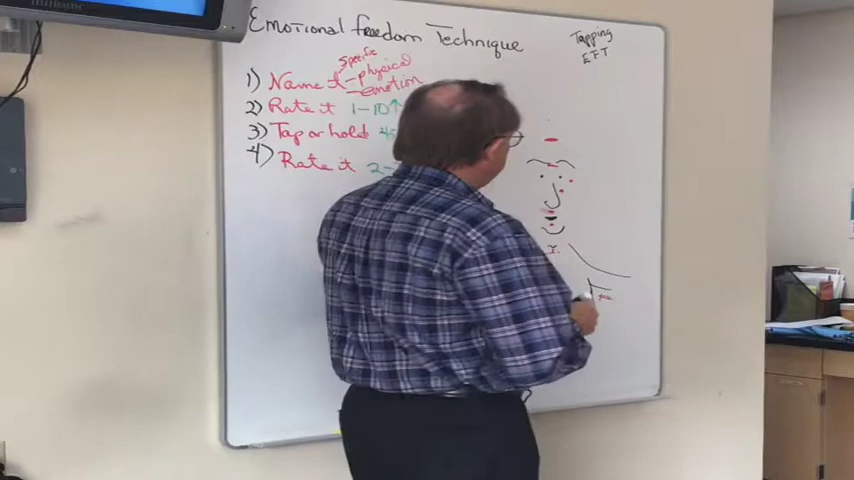 Emotional freedom Technique
Tapping
EFT
specific
1) Name it - physical
- emotion
2) Rate it 1-10
3) Tap or hold
4) Rate it 2-